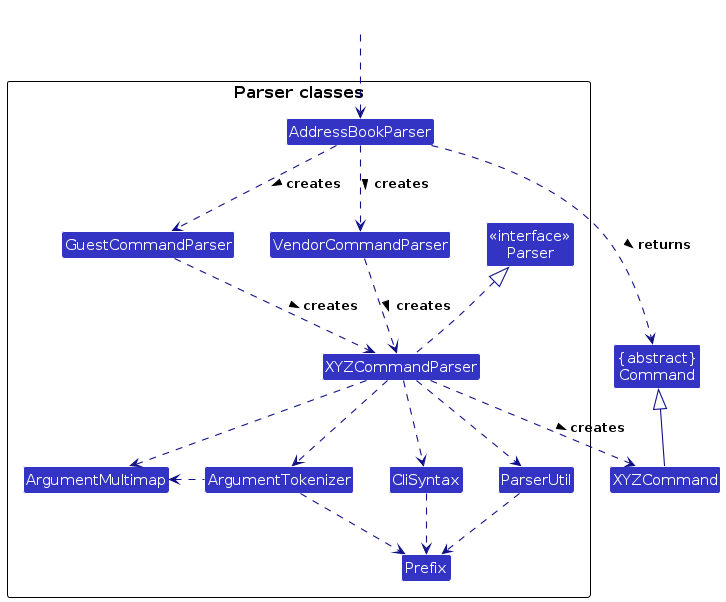 Parser classes
AddressBookParser
creates
creates
GuestCommandParser
VendorCommandParser
«interface»
Parser
returns
creates
creates
XYZCommandParser
{abstract}
Command
creates
ArgumentMultimap
ArgumentTokenizer
CliSyntax
ParserUtil
XYZCommand
Prefix